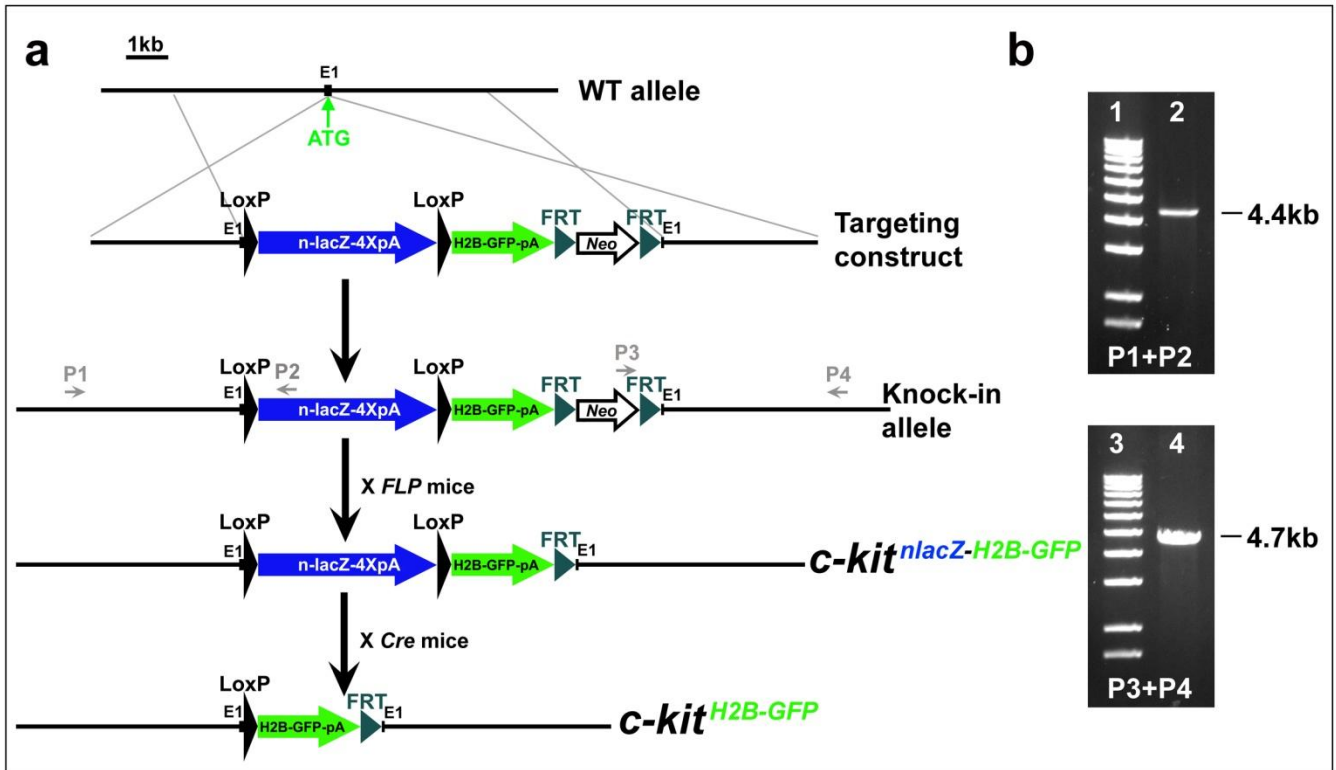 a
1kb
E1
WT allele
ATG
LoxP
LoxP
E1
n-lacZ-4XpA
H2B-GFP-pA
FRT
Neo
FRT
E1
Targeting
construct
P1
LoxP
P2
LoxP
P3
P4
E1
n-lacZ-4XpA
H2B-GFP-pA
FRT
Neo
FRT
E1
Knock-in
allele
X FLP mice
LoxP
LoxP
E1
n-lacZ-4XpA
H2B-GFP-pA
FRT
E1
c-kit nlacZ-H2B-GFP
X Cre mice
LoxP
E1
H2B-GFP-pA
FRT
E1
c-kit H2B-GFP
b
1 2
4.4kb
P1+P2
3 4
4.7kb
P3+P4